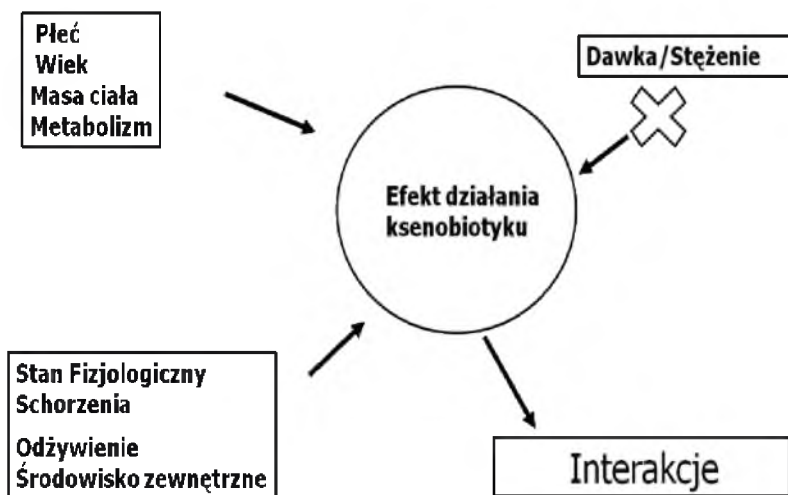 Płeć
Wiek
Masa ciała
Metabolizm
Dawka/Stężenie
Efekt działania
ksenobiotyku
Stan Fizjologiczny
Schorzenia
Odżywienie
Środowisko zewnętrzne
Interakcje